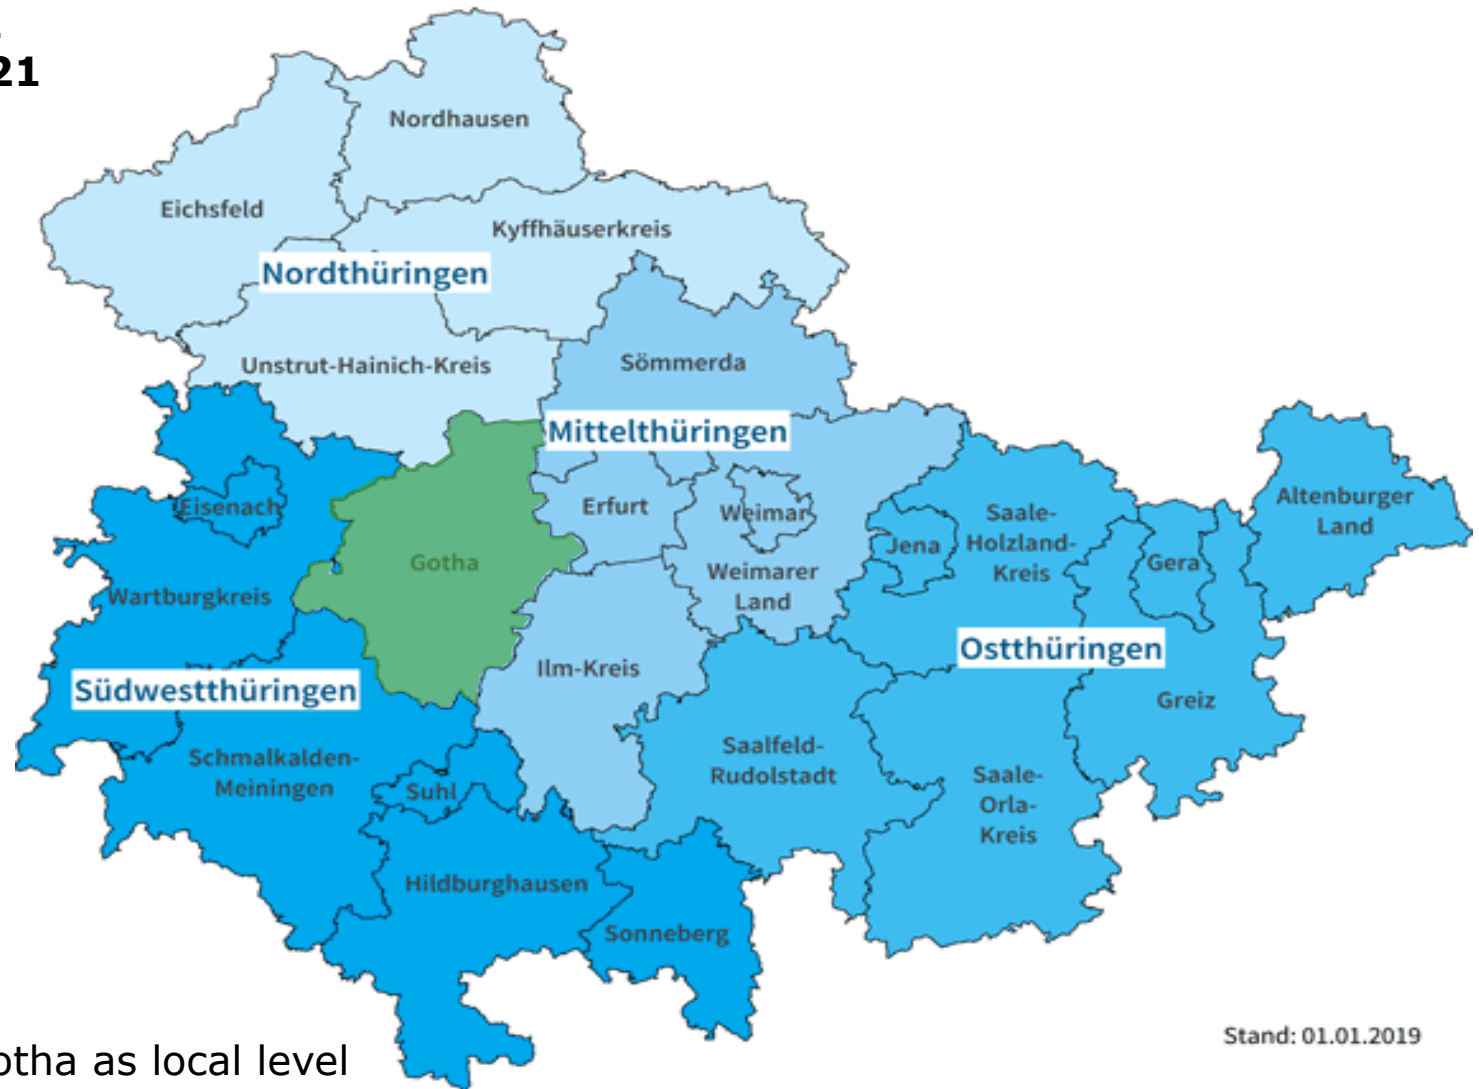 21
Nordhausen
Eichsfeld
Kyffhäuserkreis
Nordthüringen
Unstrut-Hainich-Kreis
Sömmerda
Mittelthüringen
Eisenach
Erfurt
Weimar
Gotha
Jena
Saale-
Holzland-
Kreis
Gera
Altenburger
Land
Wartburgkreis
Weimarer
Land
Ostthüringen
Südwestthüringen
Ilm-Kreis
Greiz
Schmalkalden-
Meiningen
Suhl
Saalfeld-
Rudolstadt
Saale-
Orla-
Kreis
Hildburghausen
Sonneberg
Stand: 01.01.2019
otha as local level